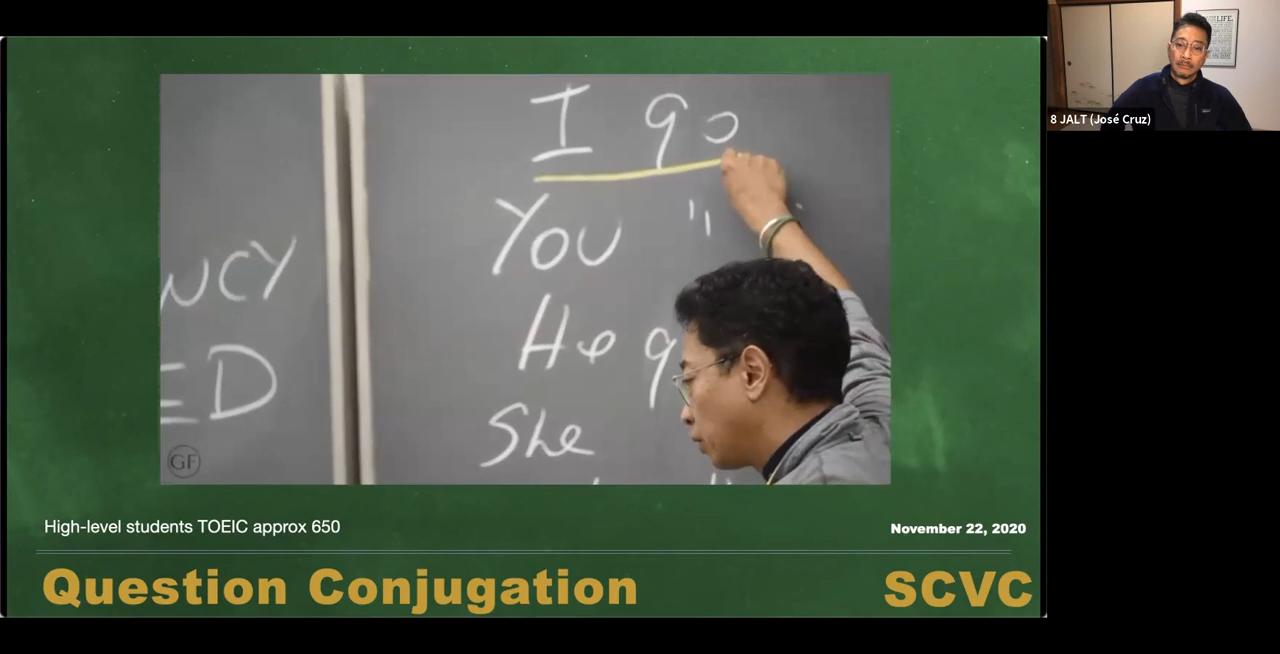 I go
You "
He g
She
NCY
ED
GF
High-level students TOEIC approx 650
November 22, 2020
Question Conjugation
SCVC
8 JALT (José Cruz)
LIFE.